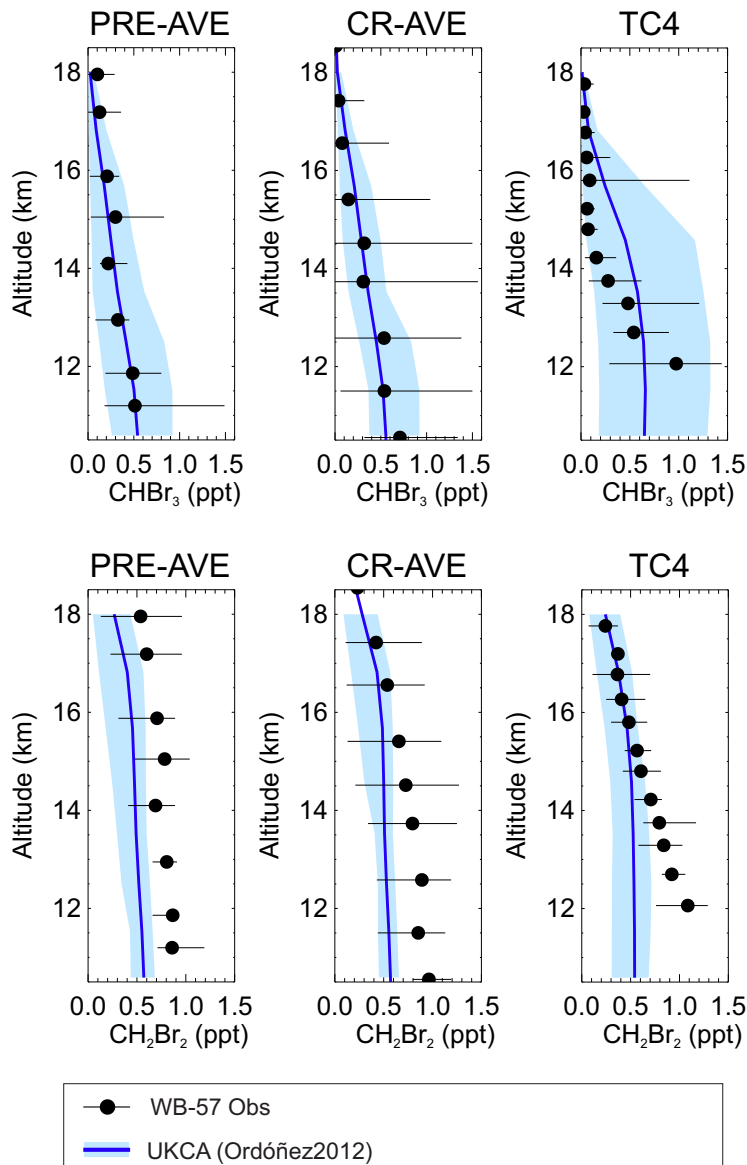 PRE-AVE CR-AVE TC4
Altitude (km) Altitude (km) Altitude (km)
18 18 18
16 16 16
14 14 14
12 12 12
0.0 0.5 1.0 1.5 0.0 0.5 1.0 1.5 0.0 0.5 1.0 1.5
CHBr₃ (ppt) CHBr₃ (ppt) CHBr₃ (ppt)
PRE-AVE CR-AVE TC4
Altitude (km) Altitude (km) Altitude (km)
18 18 18
16 16 16
14 14 14
12 12 12
0.0 0.5 1.0 1.5 0.0 0.5 1.0 1.5 0.0 0.5 1.0 1.5
CH₂Br₂ (ppt) CH₂Br₂ (ppt) CH₂Br₂ (ppt)
WB-57 Obs
UKCA (Ordóñez2012)